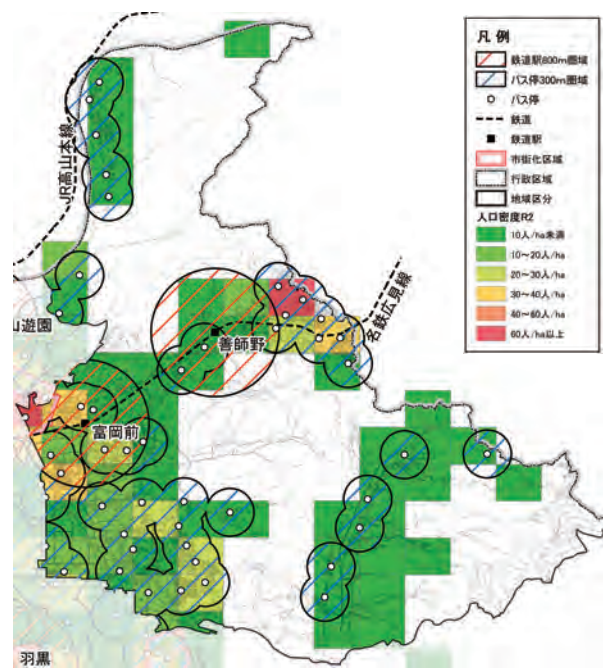 凡例
鉄道駅800m圏域
バス停300m圏域
バス停
鉄道
鉄道駅
市街化区域
行政区域
地域区分
人口密度R2
10人/ha未満
10～20人/ha
20～30人/ha
30～40人/ha
40～60人/ha
60人/ha以上
JR高山本線
名鉄広見線
山遊園
善師野
富岡前
羽黒